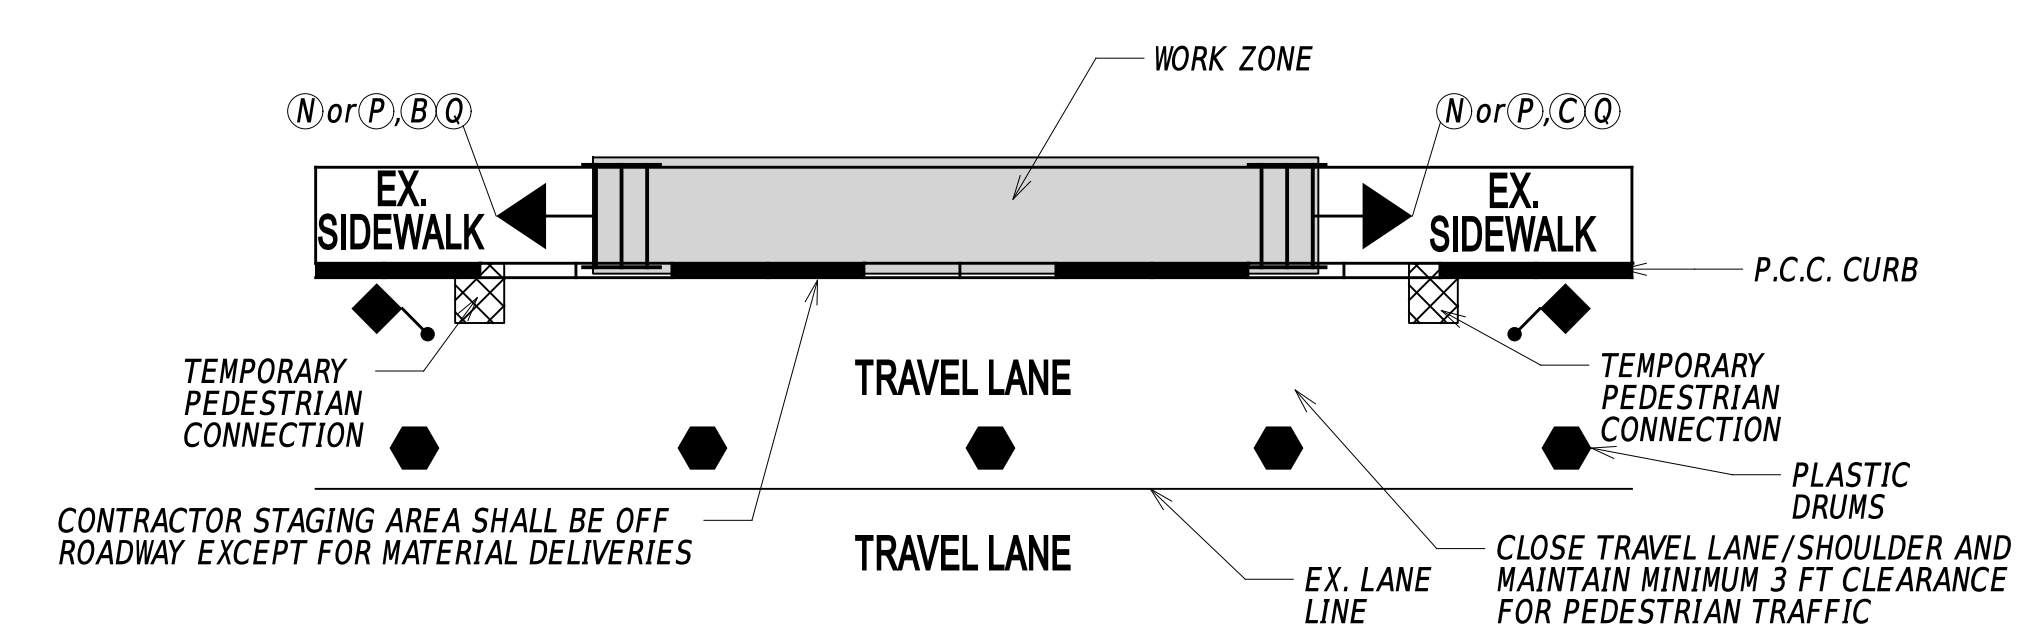 WORK ZONE
N or P, B Q
N or P, C Q
EX.
SIDEWALK
EX.
SIDEWALK
P.C.C. CURB
TEMPORARY
PEDESTRIAN
CONNECTION
TRAVEL LANE
TEMPORARY
PEDESTRIAN
CONNECTION
PLASTIC
DRUMS
CONTRACTOR STAGING AREA SHALL BE OFF
ROADWAY EXCEPT FOR MATERIAL DELIVERIES
TRAVEL LANE
EX. LANE
LINE
CLOSE TRAVEL LANE/SHOULDER AND
MAINTAIN MINIMUM 3 FT CLEARANCE
FOR PEDESTRIAN TRAFFIC